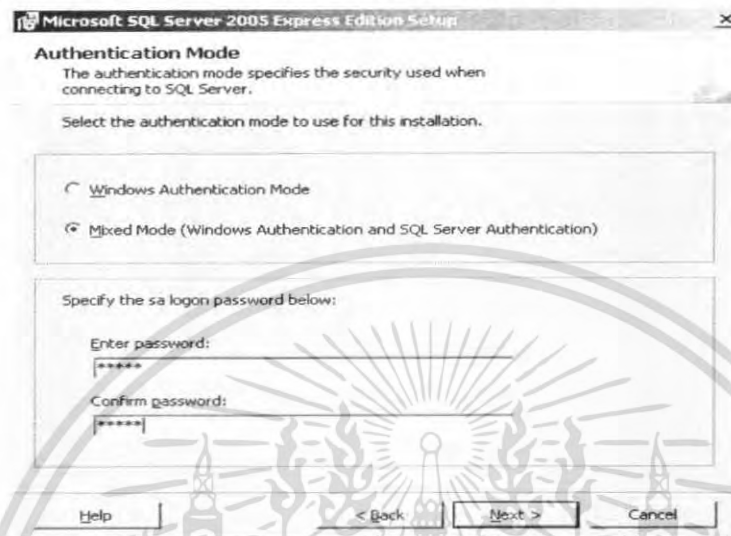 Microsoft SQL Server 2005 Express Edition Setup
Authentication Mode
The authentication mode specifies the security used when
connecting to SQL Server.
Select the authentication mode to use for this installation.
Windows Authentication Mode
Mixed Mode (Windows Authentication and SQL Server Authentication)
Specify the sa logon password below:
Enter password:
*****
Confirm password:
*****
Help < Back Next > Cancel